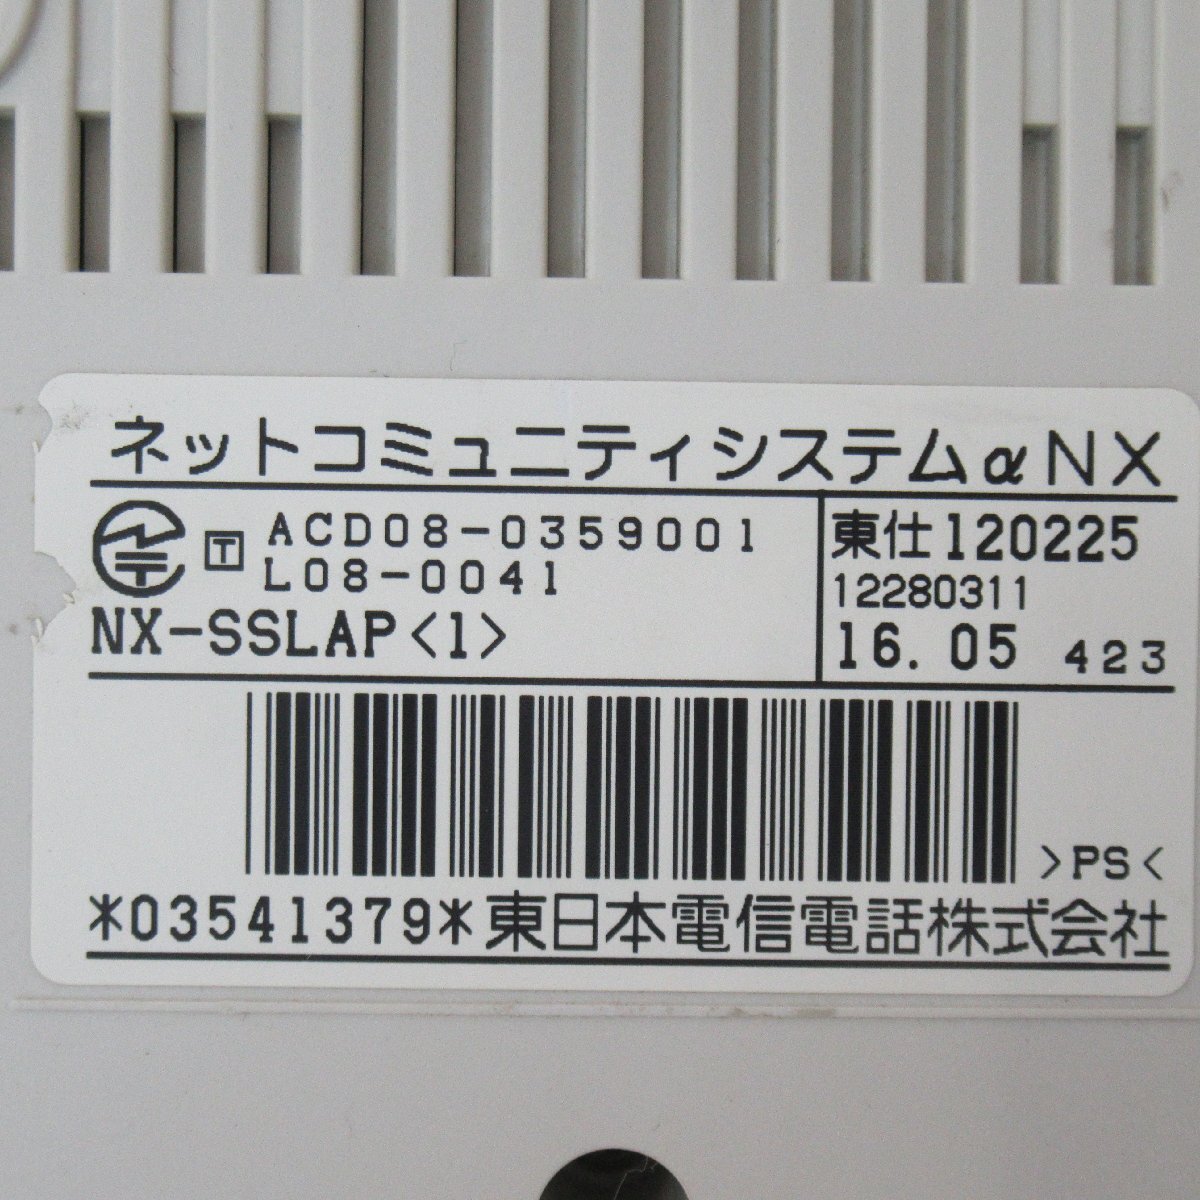 ネットコミュニティシステムαNX
T ACD08-0359001
L08-0041
NX-SSLAP<1>
東仕120225
12280311
16.05 423
>PS<
*03541379*東日本電信電話株式会社